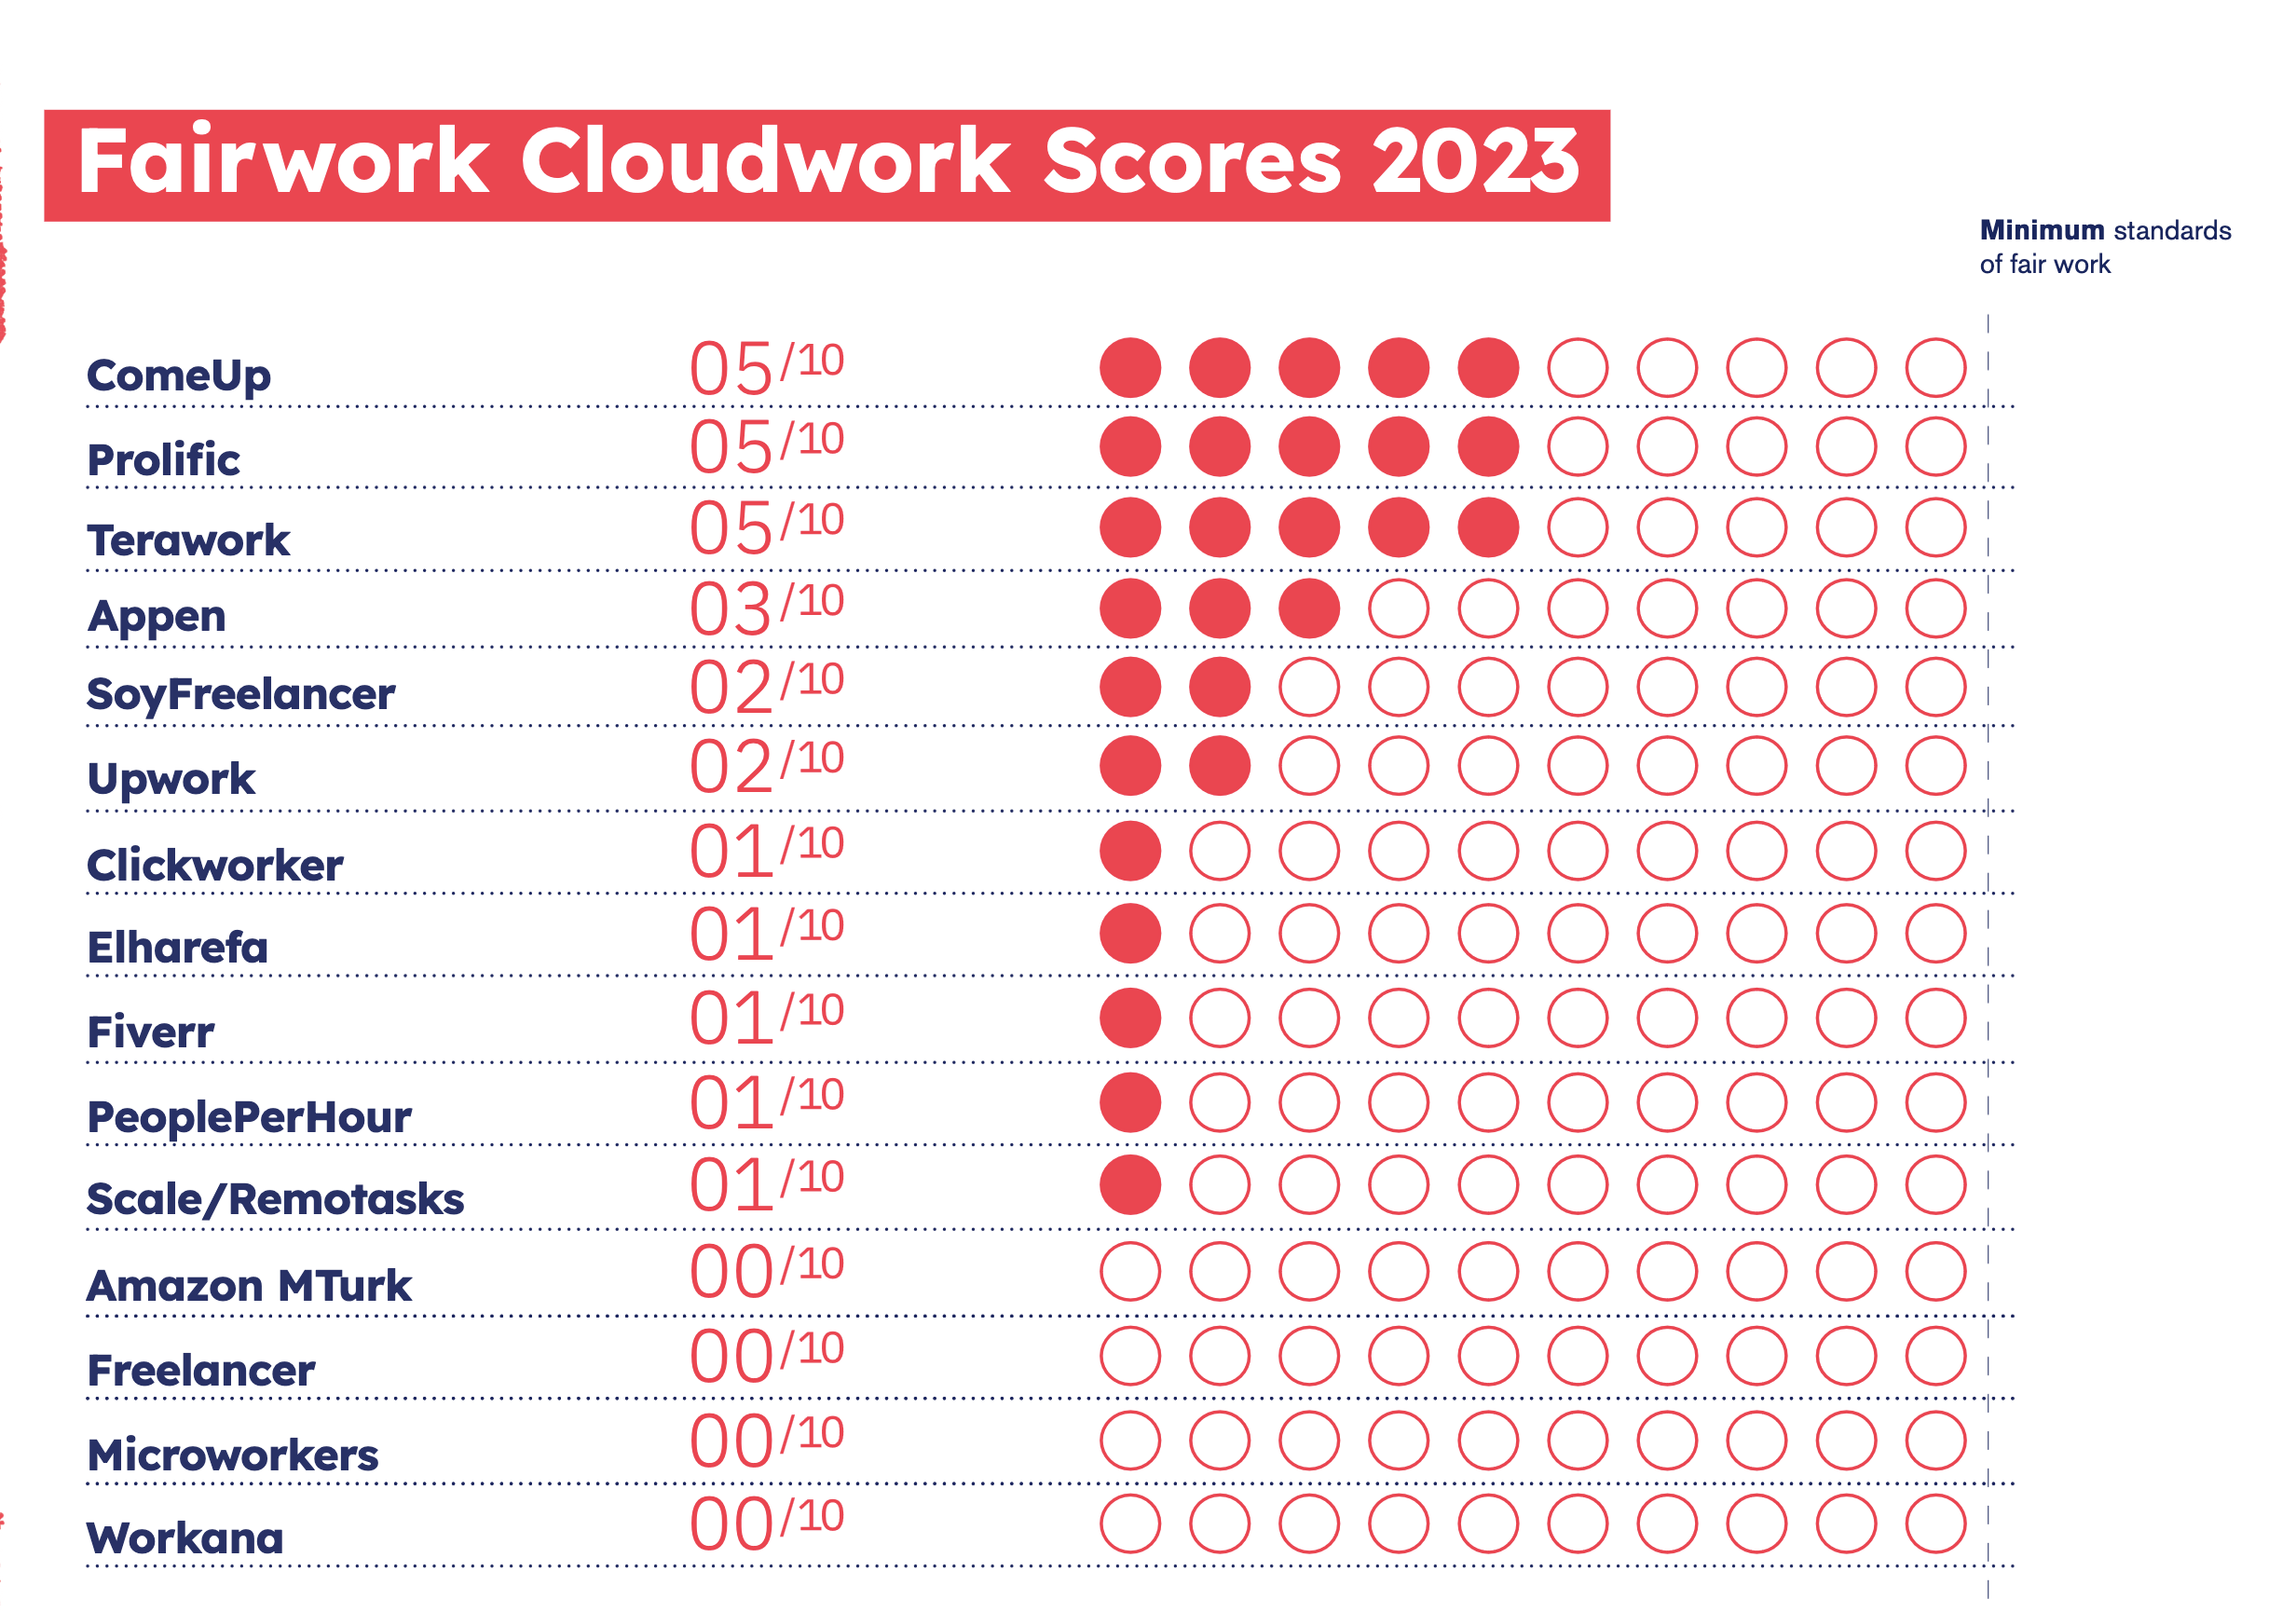 Fairwork Cloudwork Scores 2023
Minimum standards
of fair work
ComeUp 05/10
Prolific 05/10
Terawork 05/10
Appen 03/10
SoyFreelancer 02/10
Upwork 02/10
Clickworker 01/10
Elharefa 01/10
Fiverr 01/10
PeoplePerHour 01/10
Scale/Remotasks 01/10
Amazon MTurk 00/10
Freelancer 00/10
Microworkers 00/10
Workana 00/10